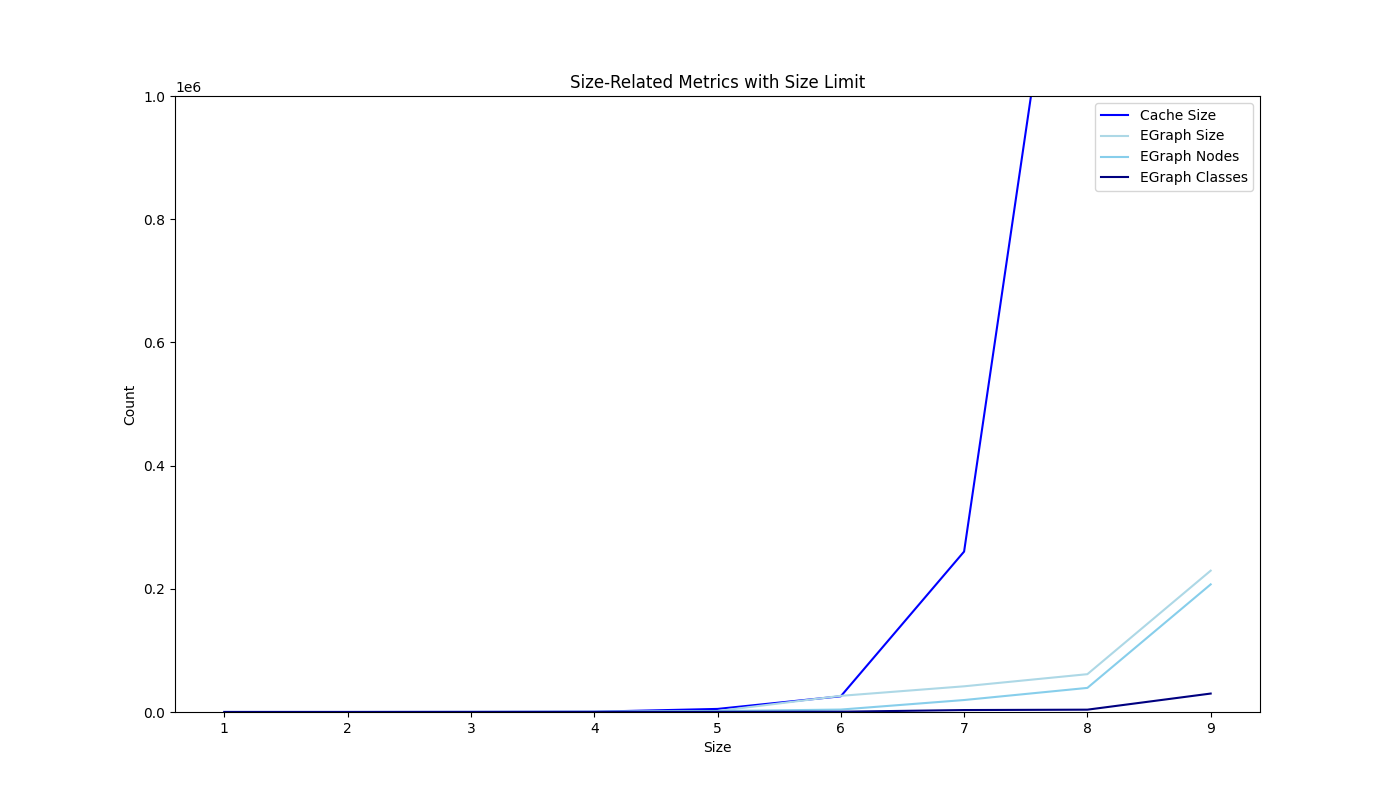 Size-Related Metrics with Size Limit
1e6
1.0
0.8
0.6
0.4
0.2
0.0
Count
Cache Size
EGraph Size
EGraph Nodes
EGraph Classes
1 2 3 4 5 6 7 8 9
Size